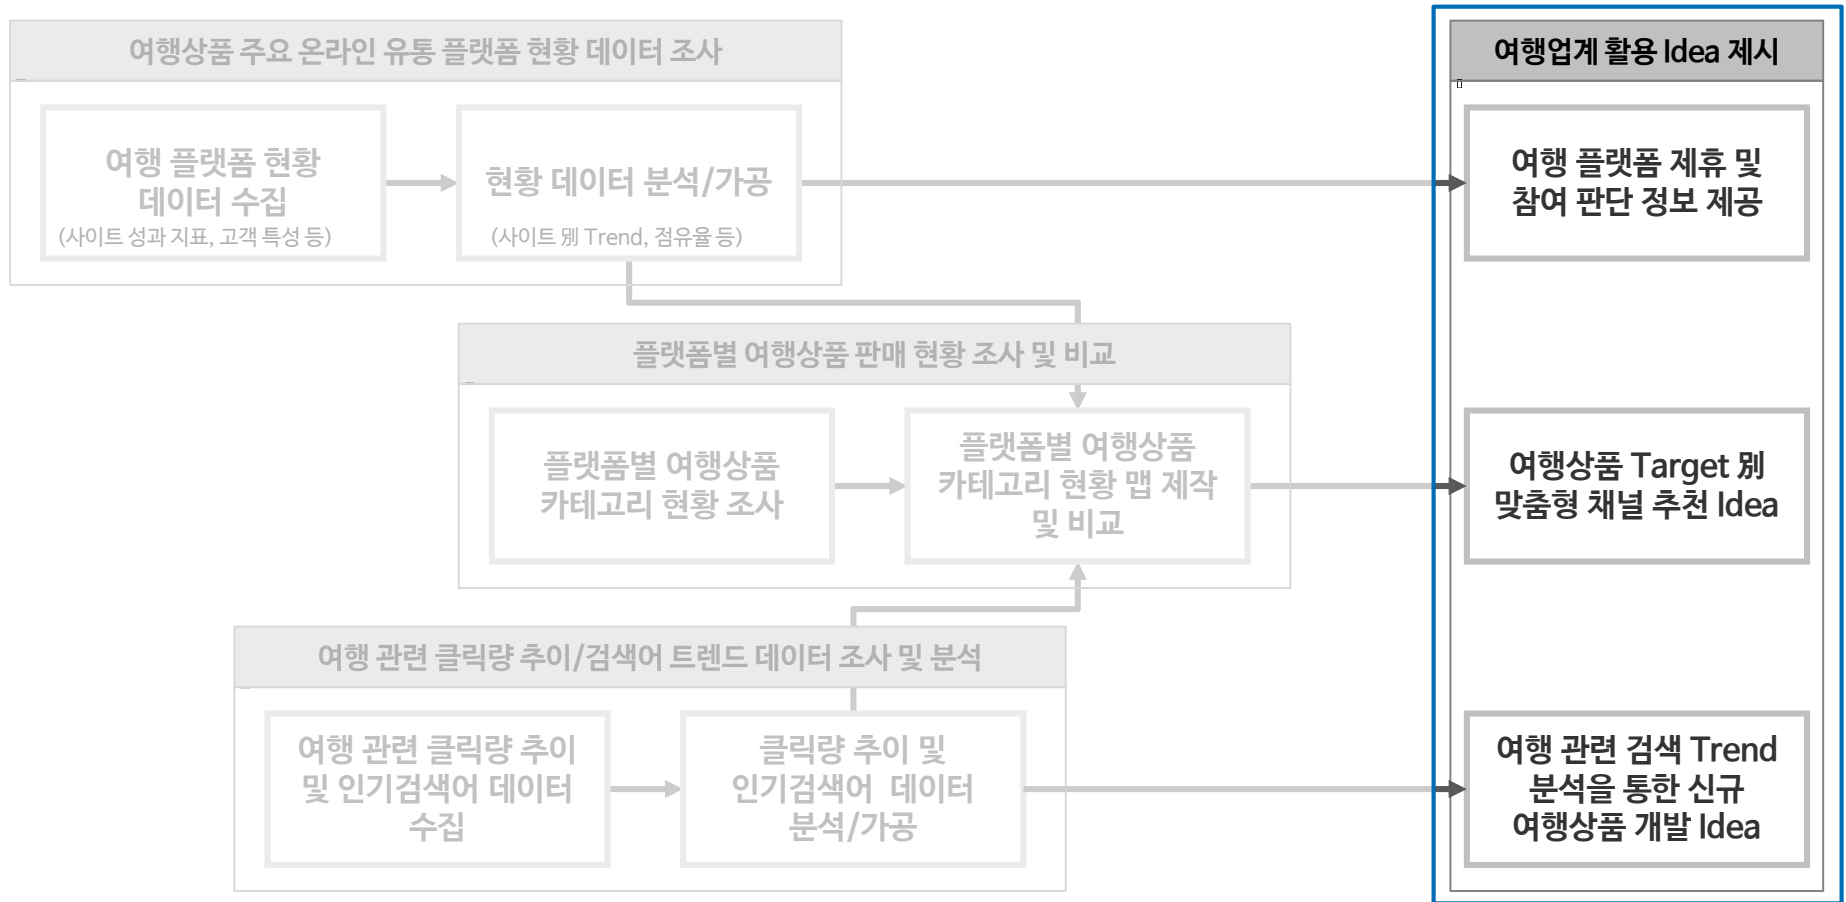 여행상품 주요 온라인 유통 플랫폼 현황 데이터 조사
여행 플랫폼 현황
데이터 수집
(사이트 성과 지표, 고객 특성 등)
현황 데이터 분석/가공
(사이트 別 Trend, 점유율 등)
플랫폼별 여행상품 판매 현황 조사 및 비교
플랫폼별 여행상품
카테고리 현황 조사
플랫폼별 여행상품
카테고리 현황 맵 제작
및 비교
여행 관련 클릭량 추이/검색어 트렌드 데이터 조사 및 분석
여행 관련 클릭량 추이
및 인기검색어 데이터
수집
클릭량 추이 및
인기검색어 데이터
분석/가공
여행업계 활용 Idea 제시
여행 플랫폼 제휴 및
참여 판단 정보 제공
여행상품 Target 別
맞춤형 채널 추천 Idea
여행 관련 검색 Trend
분석을 통한 신규
여행상품 개발 Idea